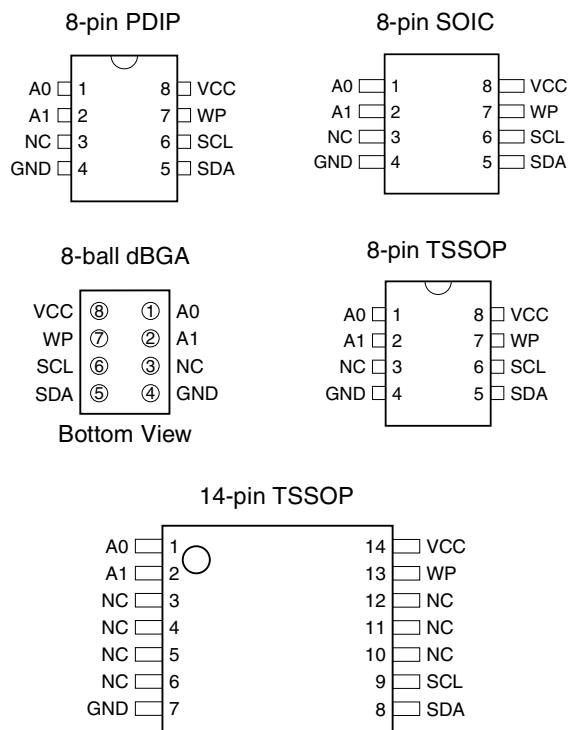 8-pin PDIP
A0 1 8 VCC
A1 2 7 WP
NC 3 6 SCL
GND 4 5 SDA
8-pin SOIC
A0 1 8 VCC
A1 2 7 WP
NC 3 6 SCL
GND 4 5 SDA
8-ball dBGA
VCC 8 1 A0
WP 7 2 A1
SCL 6 3 NC
SDA 5 4 GND
Bottom View
8-pin TSSOP
A0 1 8 VCC
A1 2 7 WP
NC 3 6 SCL
GND 4 5 SDA
14-pin TSSOP
A0 1 14 VCC
A1 2 13 WP
NC 3 12 NC
NC 4 11 NC
NC 5 10 NC
NC 6 9 SCL
GND 7 8 SDA